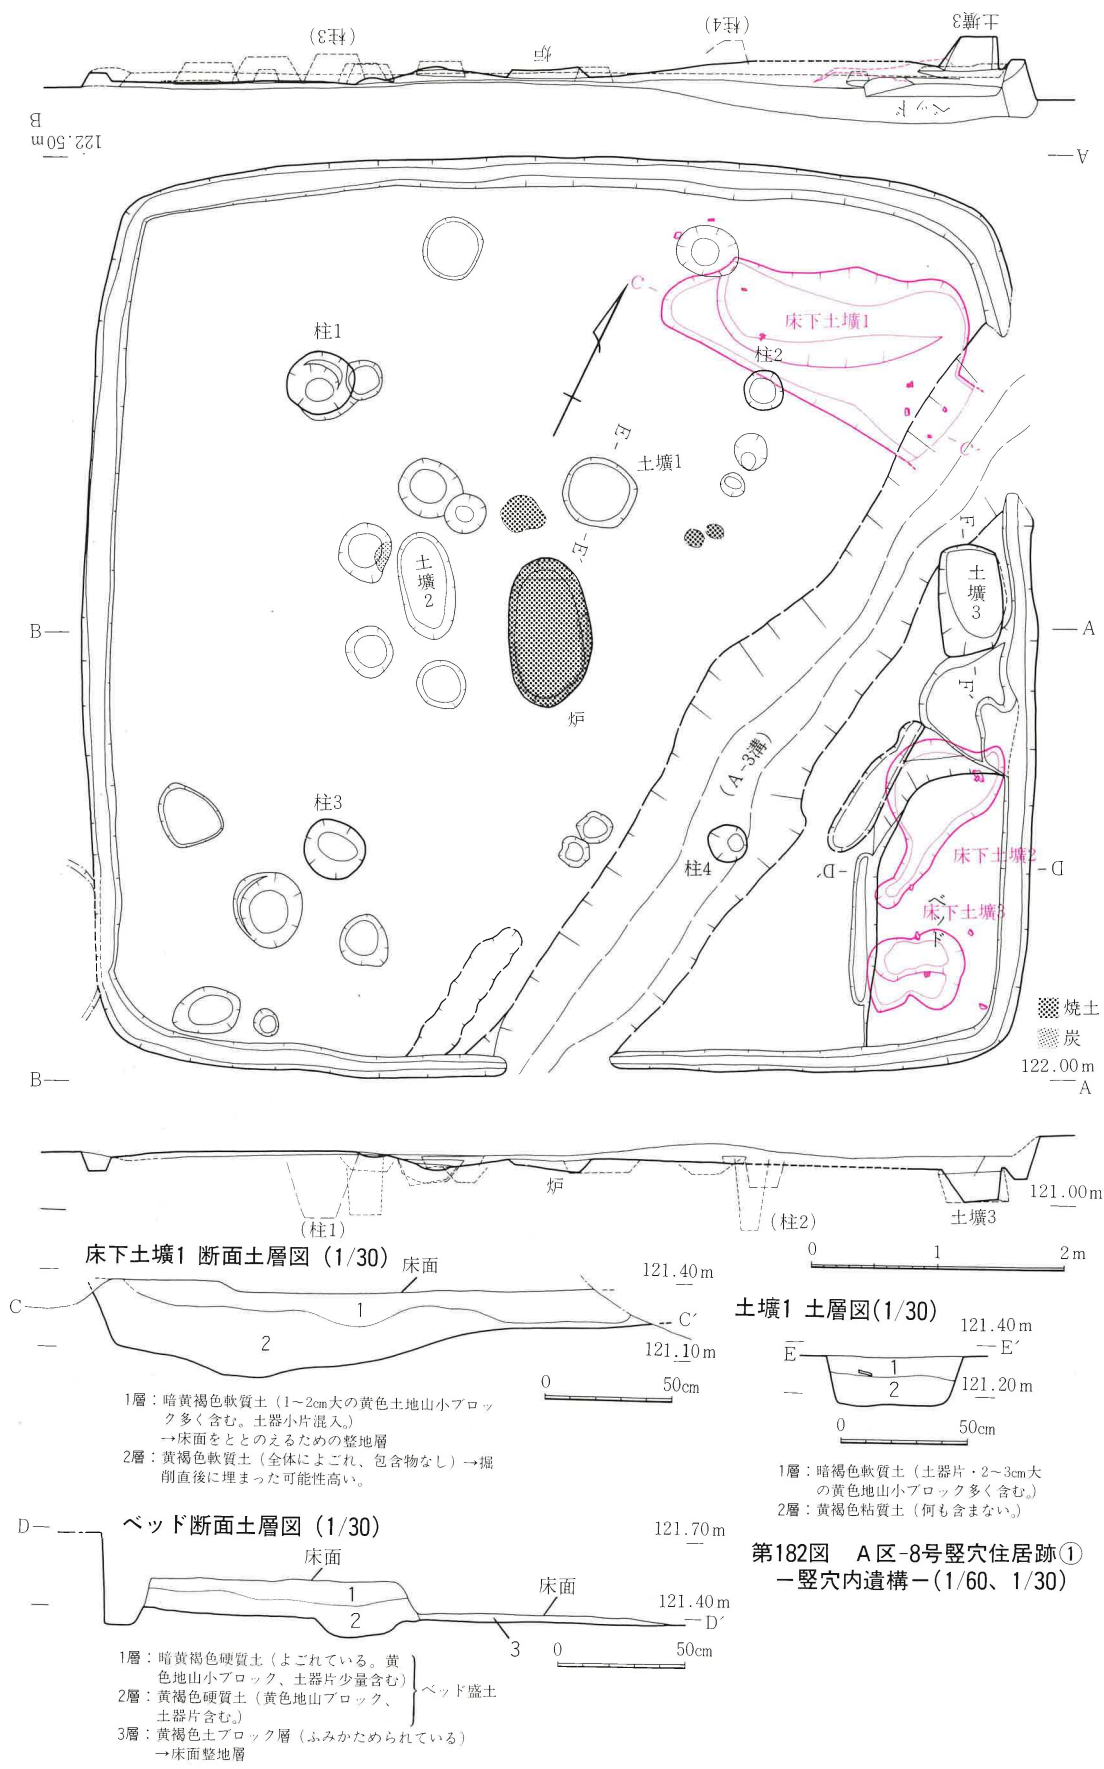 (柱3)
炉
(柱4)
土壙3
ベッド
B
122.50m
A
C
床下土壙1
柱1
柱2
C′
E
土壙1
E′
土壙2
F
土壙3
F′
B
A
炉
(A-3溝)
柱3
柱4
D′
床下土壙2
D
床下土壙3
ベッド
焼土
炭
122.00m
B
A
炉
121.00m
(柱1)
(柱2)
土壙3
0 1 2m
床下土壙1 断面土層図(1/30)
床面
121.40m
C
1
C′
2
121.10m
0 50cm
1層：暗黄褐色軟質土(1～2cm大の黄色土地山小ブロッ
ク多く含む。土器小片混入。)
→床面をととのえるための整地層
2層：黄褐色軟質土(全体によごれ、包含物なし)→掘
削直後に埋まった可能性高い。
土壙1 土層図(1/30)
121.40m
E
E′
1
2
121.20m
0 50cm
1層：暗褐色軟質土(土器片・2～3cm大
の黄色地山小ブロック多く含む。)
2層：黄褐色粘質土(何も含まない。)
D
ベッド断面土層図(1/30)
121.70m
床面
1
床面
121.40m
2
D′
3
0 50cm
1層：暗黄褐色硬質土(よごれている。黄
色地山小ブロック、土器片少量含む)
2層：黄褐色硬質土(黄色地山ブロック、
土器片含む。)
ベッド盛土
3層：黄褐色土ブロック層(ふみかためられている)
→床面整地層
第182図 A区-8号竪穴住居跡①
－竪穴内遺構－(1/60、1/30)